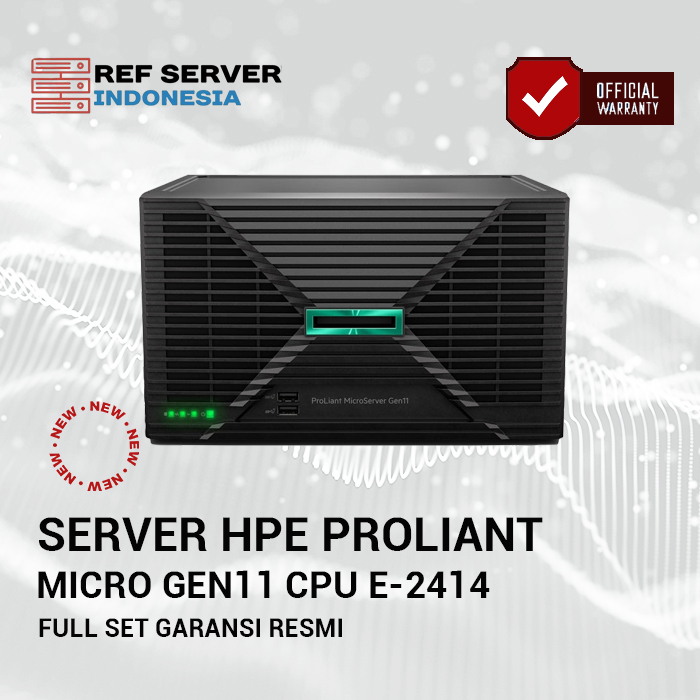 REF SERVER
INDONESIA
OFFICIAL
WARRANTY
ProLiant MicroServer Gen11
NEW • NEW • NEW • NEW • NEW • NEW •
SERVER HPE PROLIANT
MICRO GEN11 CPU E-2414
FULL SET GARANSI RESMI